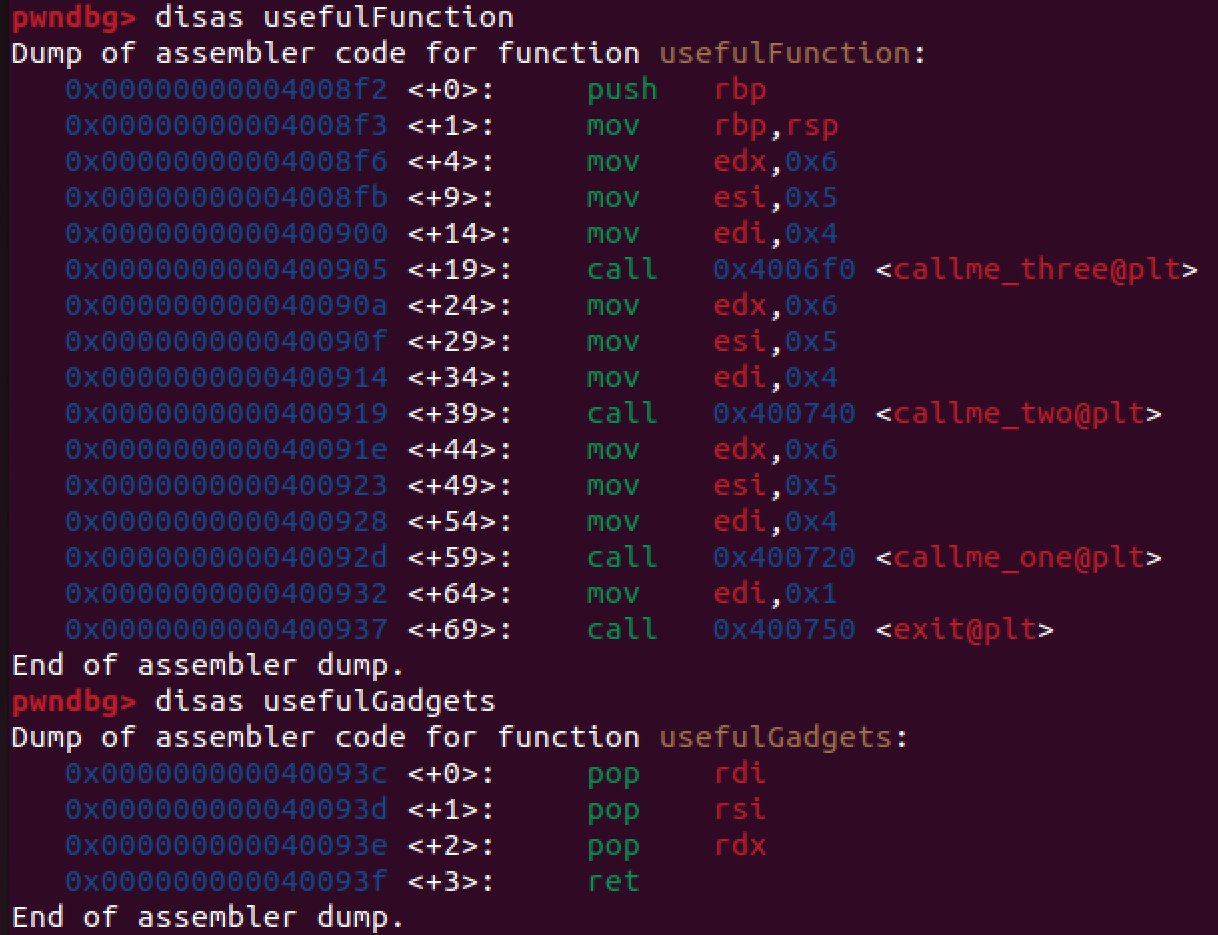 pwndbg> disas usefulFunction
Dump of assembler code for function usefulFunction:
   0x00000000004008f2 <+0>:	push   rbp
   0x00000000004008f3 <+1>:	mov    rbp,rsp
   0x00000000004008f6 <+4>:	mov    edx,0x6
   0x00000000004008fb <+9>:	mov    esi,0x5
   0x0000000000400900 <+14>:	mov    edi,0x4
   0x0000000000400905 <+19>:	call   0x4006f0 <callme_three@plt>
   0x000000000040090a <+24>:	mov    edx,0x6
   0x000000000040090f <+29>:	mov    esi,0x5
   0x0000000000400914 <+34>:	mov    edi,0x4
   0x0000000000400919 <+39>:	call   0x400740 <callme_two@plt>
   0x000000000040091e <+44>:	mov    edx,0x6
   0x0000000000400923 <+49>:	mov    esi,0x5
   0x0000000000400928 <+54>:	mov    edi,0x4
   0x000000000040092d <+59>:	call   0x400720 <callme_one@plt>
   0x0000000000400932 <+64>:	mov    edi,0x1
   0x0000000000400937 <+69>:	call   0x400750 <exit@plt>
End of assembler dump.
pwndbg> disas usefulGadgets
Dump of assembler code for function usefulGadgets:
   0x000000000040093c <+0>:	pop    rdi
   0x000000000040093d <+1>:	pop    rsi
   0x000000000040093e <+2>:	pop    rdx
   0x000000000040093f <+3>:	ret
End of assembler dump.